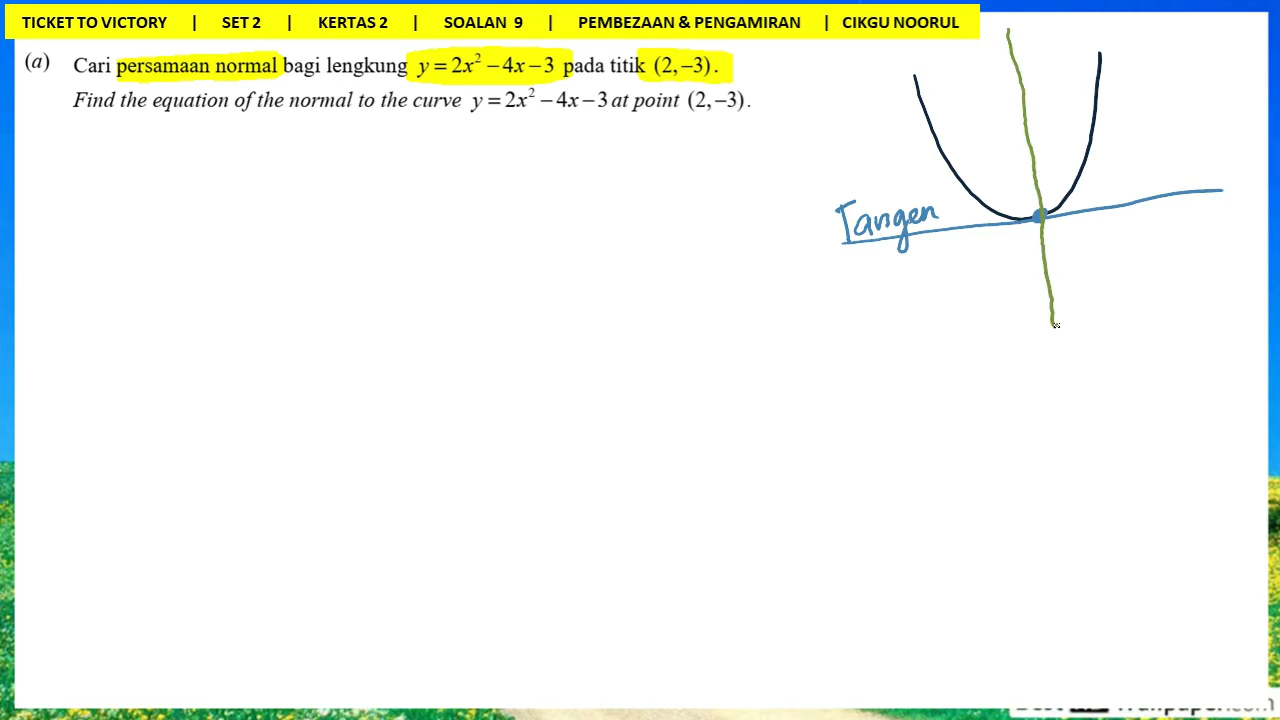 TICKET TO VICTORY | SET 2 | KERTAS 2 | SOALAN 9 | PEMBEZAAN & PENGAMIRAN | CIKGU NOORUL
(a) Cari persamaan normal bagi lengkung y = 2x² − 4x − 3 pada titik (2, −3).
Find the equation of the normal to the curve y = 2x² − 4x − 3 at point (2, −3).
Tangen